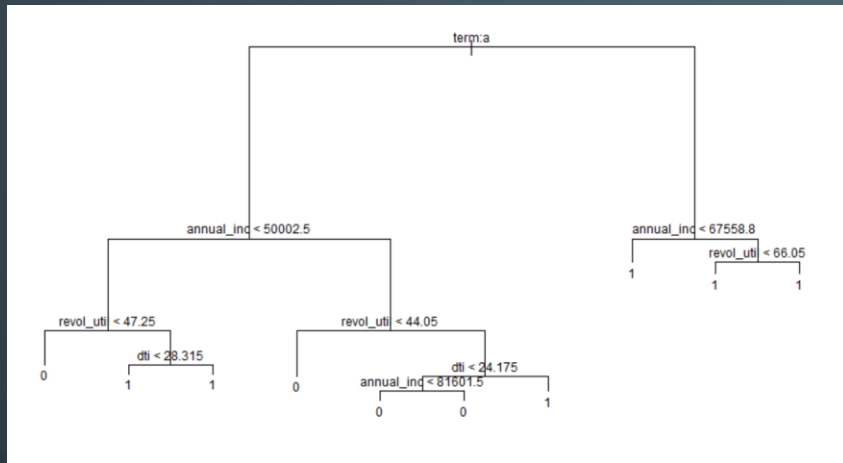 term:a
annual_inc < 50002.5
annual_inc < 67558.8
revol_util < 66.05
1
1
1
revol_util < 47.25
revol_util < 44.05
dti < 28.315
dti < 24.175
0
1
1
0
annual_inc < 81601.5
1
0
0